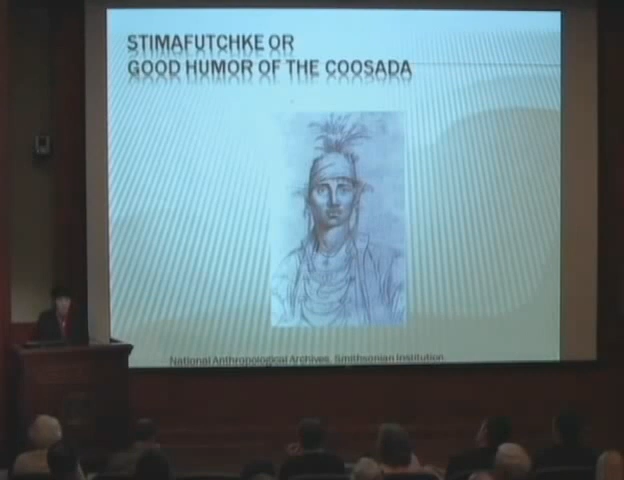 STIMAFUTCHKE OR
GOOD HUMOR OF THE COOSADA
National Anthropological Archives, Smithsonian Institution